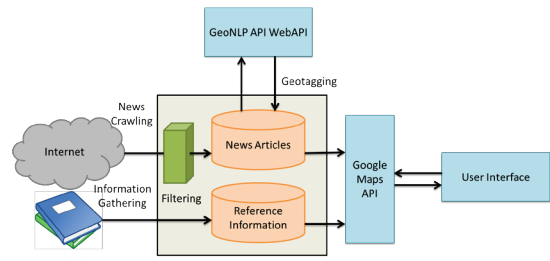 GeoNLP API WebAPI
Geotagging
News
Crawling
Internet
News Articles
Google
Maps
API
User Interface
Information
Gathering
Filtering
Reference
Information